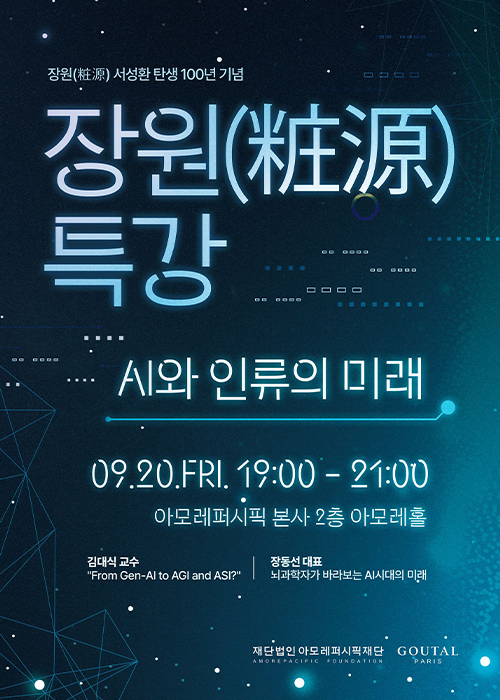 장원(粧源) 서성환 탄생 100년 기념
장원(粧源)
특강
AI와 인류의 미래
09.20.FRI. 19:00 - 21:00
아모레퍼시픽 본사 2층 아모레홀
김대식 교수
"From Gen-AI to AGI and ASI?"
장동선 대표
뇌과학자가 바라보는 AI시대의 미래
재단법인 아모레퍼시픽재단
AMOREPACIFIC FOUNDATION
GOUTAL
PARIS